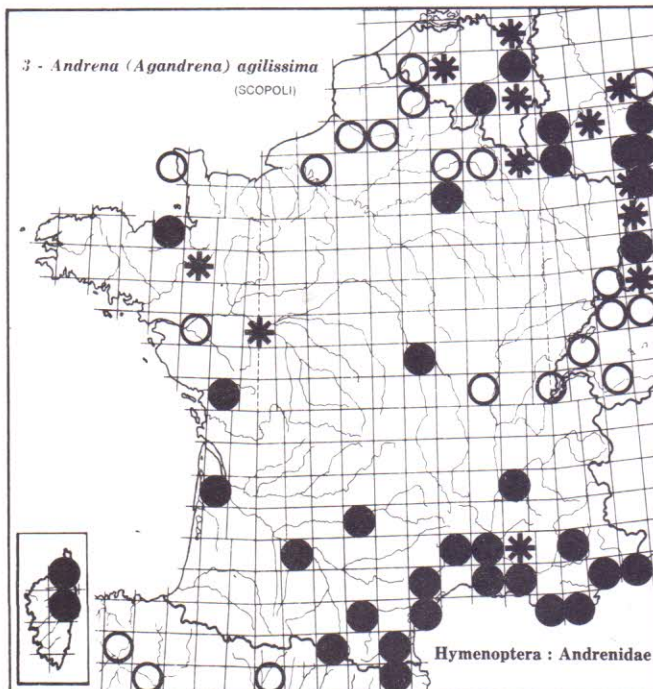 3 - Andrena (Agandrena) agilissima
(SCOPOLI)
Hymenoptera : Andrenidae